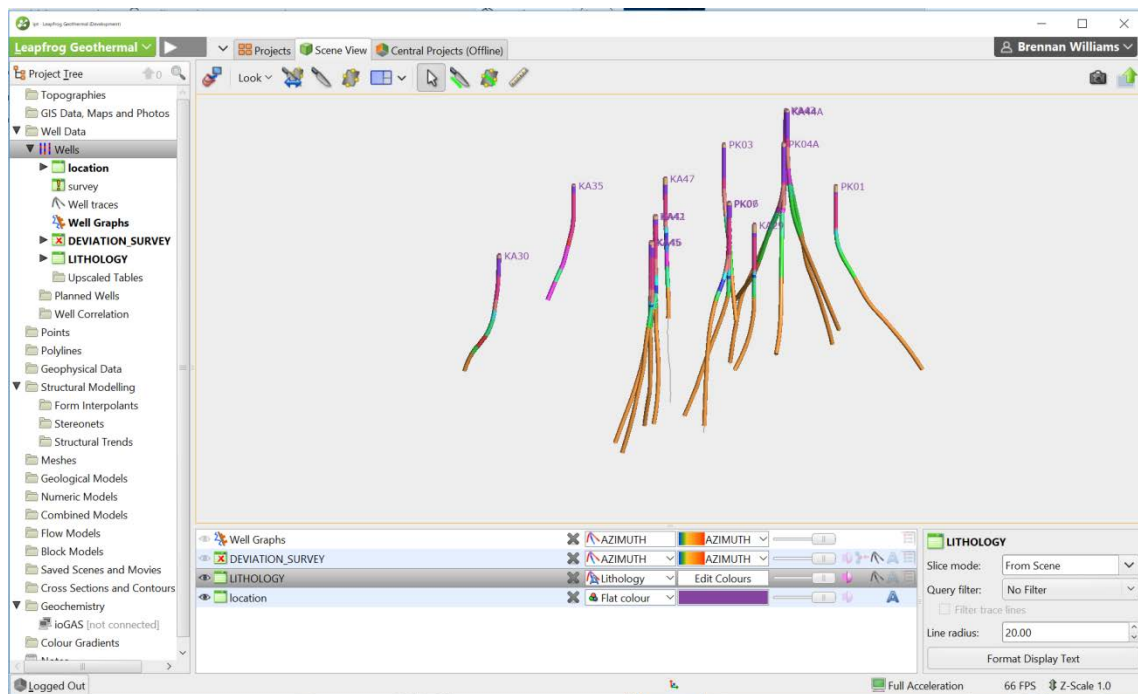 ipt - Leapfrog Geothermal (Development)
Leapfrog Geothermal
Projects
Scene View
Central Projects (Offline)
Brennan Williams
Project Tree
0
Look
Topographies
GIS Data, Maps and Photos
Well Data
Wells
location
survey
Well traces
Well Graphs
DEVIATION_SURVEY
LITHOLOGY
Upscaled Tables
Planned Wells
Well Correlation
Points
Polylines
Geophysical Data
Structural Modelling
Form Interpolants
Stereonets
Structural Trends
Meshes
Geological Models
Numeric Models
Combined Models
Flow Models
Block Models
Saved Scenes and Movies
Cross Sections and Contours
Geochemistry
ioGAS [not connected]
Colour Gradients
PK03
PK04A
KA35
KA47
PK01
KA30
Well Graphs AZIMUTH AZIMUTH
DEVIATION_SURVEY AZIMUTH AZIMUTH
LITHOLOGY Lithology Edit Colours
location Flat colour
LITHOLOGY
Slice mode: From Scene
Query filter: No Filter
Filter trace lines
Line radius: 20.00
Format Display Text
Logged Out
Full Acceleration
66 FPS
Z-Scale 1.0